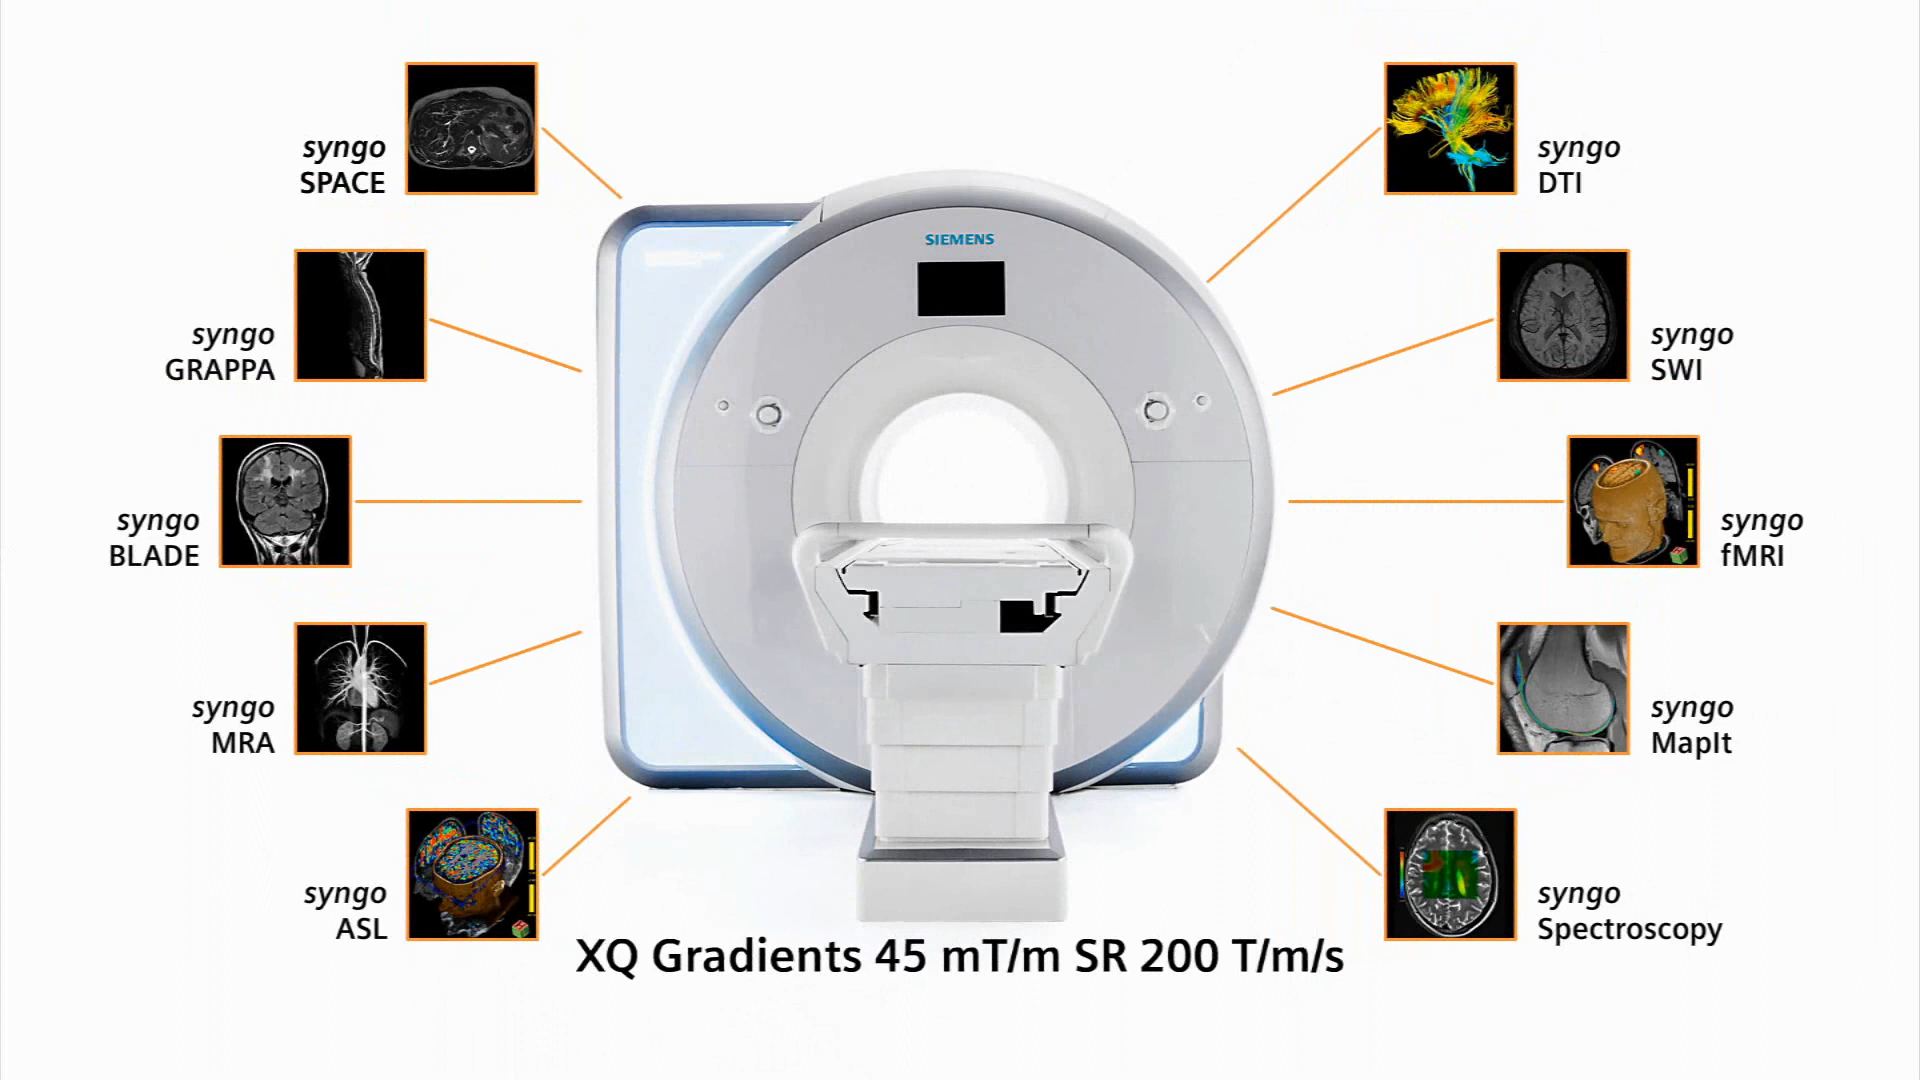 syngo
SPACE
syngo
GRAPPA
syngo
BLADE
syngo
MRA
syngo
ASL
SIEMENS
syngo
DTI
syngo
SWI
syngo
fMRI
syngo
MapIt
syngo
Spectroscopy
XQ Gradients 45 mT/m SR 200 T/m/s